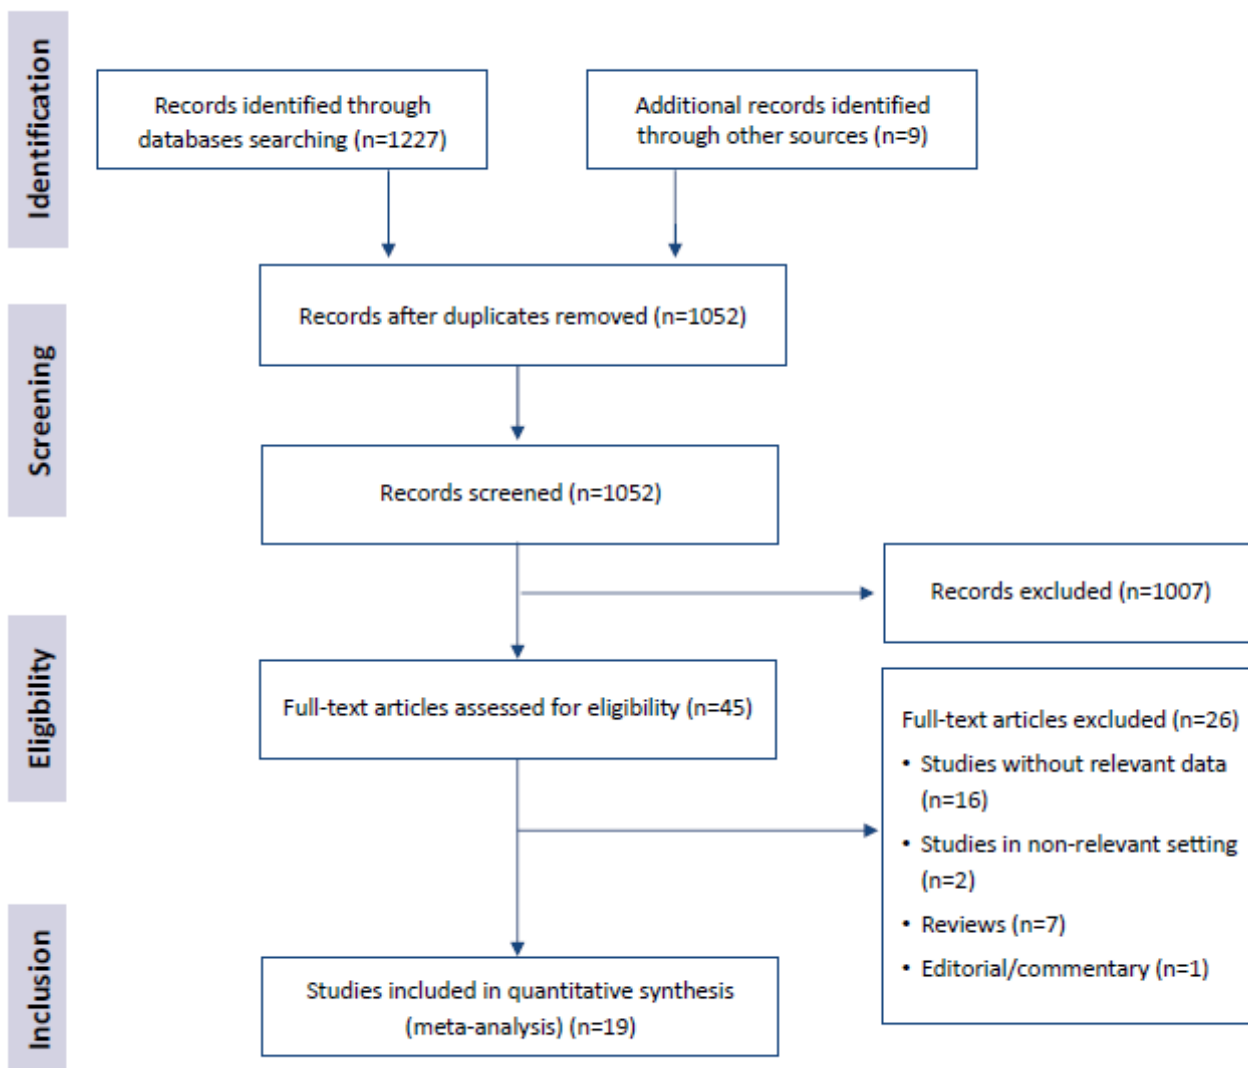 Identification
Records identified through
databases searching (n=1227)
Additional records identified
through other sources (n=9)
Screening
Records after duplicates removed (n=1052)
Records screened (n=1052)
Records excluded (n=1007)
Eligibility
Full-text articles assessed for eligibility (n=45)
Full-text articles excluded (n=26)
• Studies without relevant data
(n=16)
• Studies in non-relevant setting
(n=2)
• Reviews (n=7)
• Editorial/commentary (n=1)
Inclusion
Studies included in quantitative synthesis
(meta-analysis) (n=19)